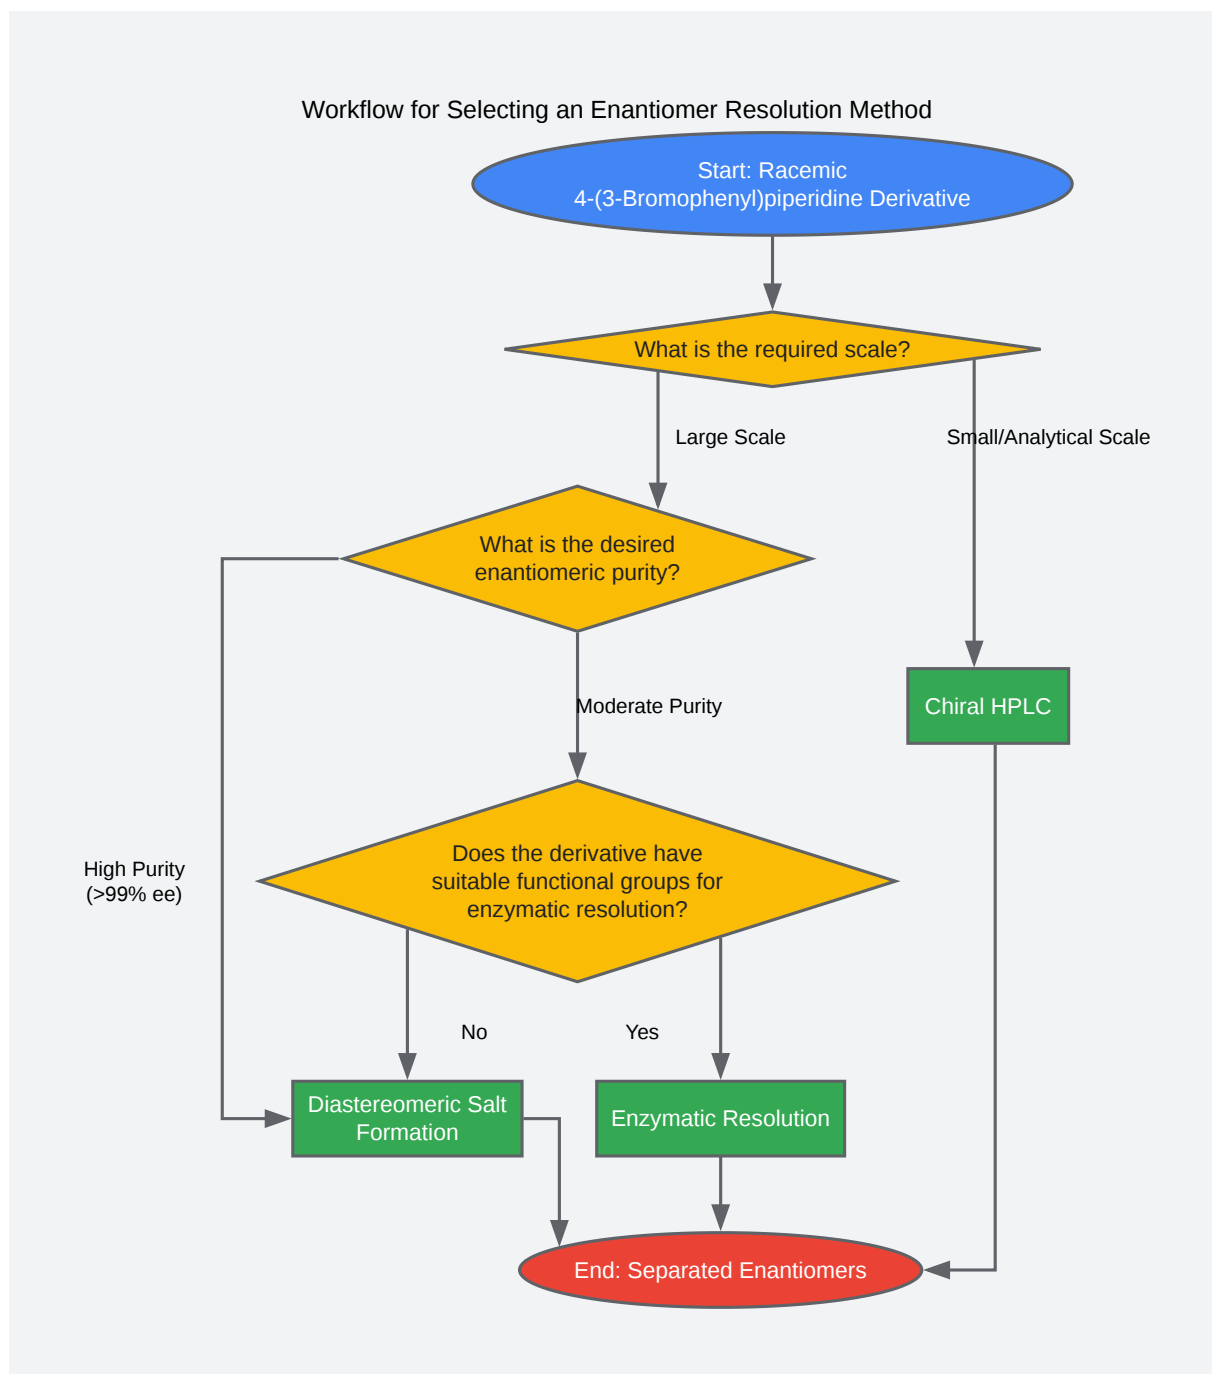 Workflow for Selecting an Enantiomer Resolution Method
Start: Racemic
4-(3-Bromophenyl)piperidine Derivative
What is the required scale?
Large Scale
Small/Analytical Scale
What is the desired
enantiomeric purity?
Moderate Purity
Chiral HPLC
High Purity
(>99% ee)
Does the derivative have
suitable functional groups for
enzymatic resolution?
No
Yes
Diastereomeric Salt
Formation
Enzymatic Resolution
End: Separated Enantiomers